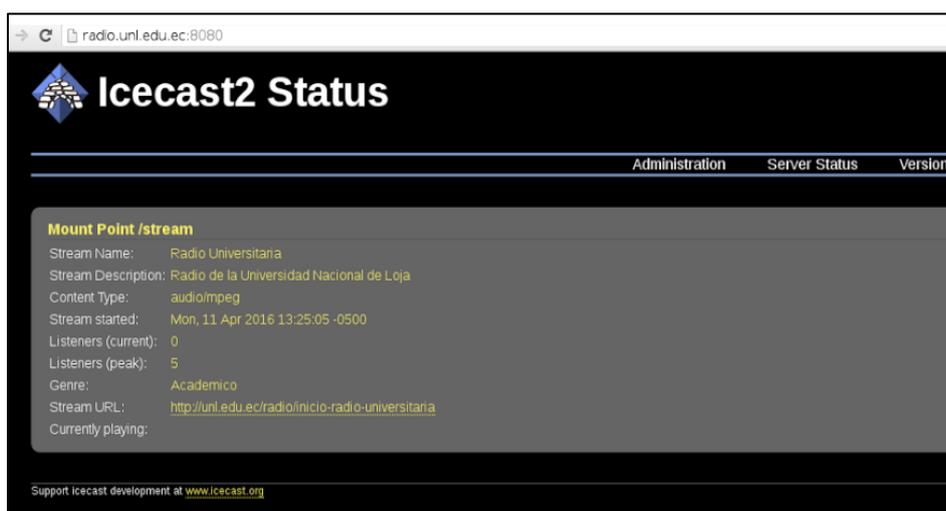 radio.unl.edu.ec:8080
Icecast2 Status
Administration Server Status Version
Mount Point /stream
Stream Name: Radio Universitaria
Stream Description: Radio de la Universidad Nacional de Loja
Content Type: audio/mpeg
Stream started: Mon, 11 Apr 2016 13:25:05 -0500
Listeners (current): 0
Listeners (peak): 5
Genre: Academico
Stream URL: http://unl.edu.ec/radio/inicio-radio-universitaria
Currently playing:
Support icecast development at www.icecast.org